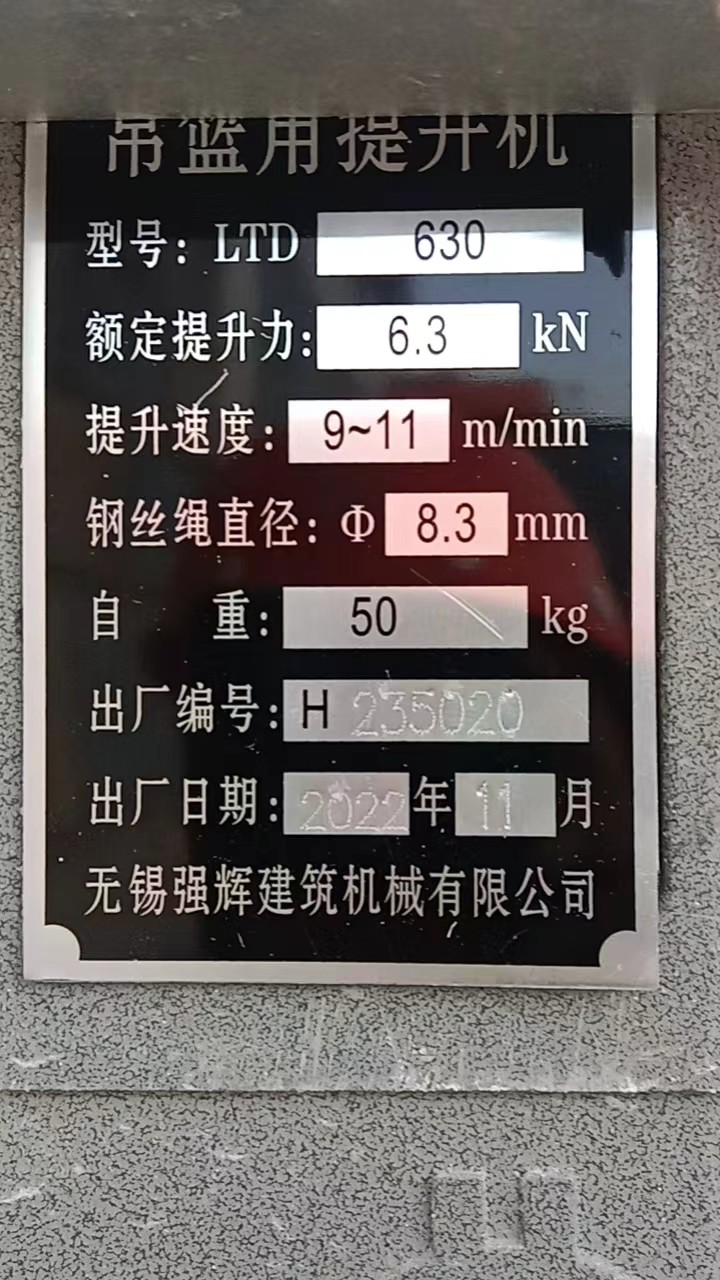 吊篮用提升机
型号：LTD 630
额定提升力：6.3 kN
提升速度：9~11 m/min
钢丝绳直径：Φ 8.3 mm
自 重：50 kg
出厂编号：H 235020
出厂日期：2022年11月
无锡强辉建筑机械有限公司